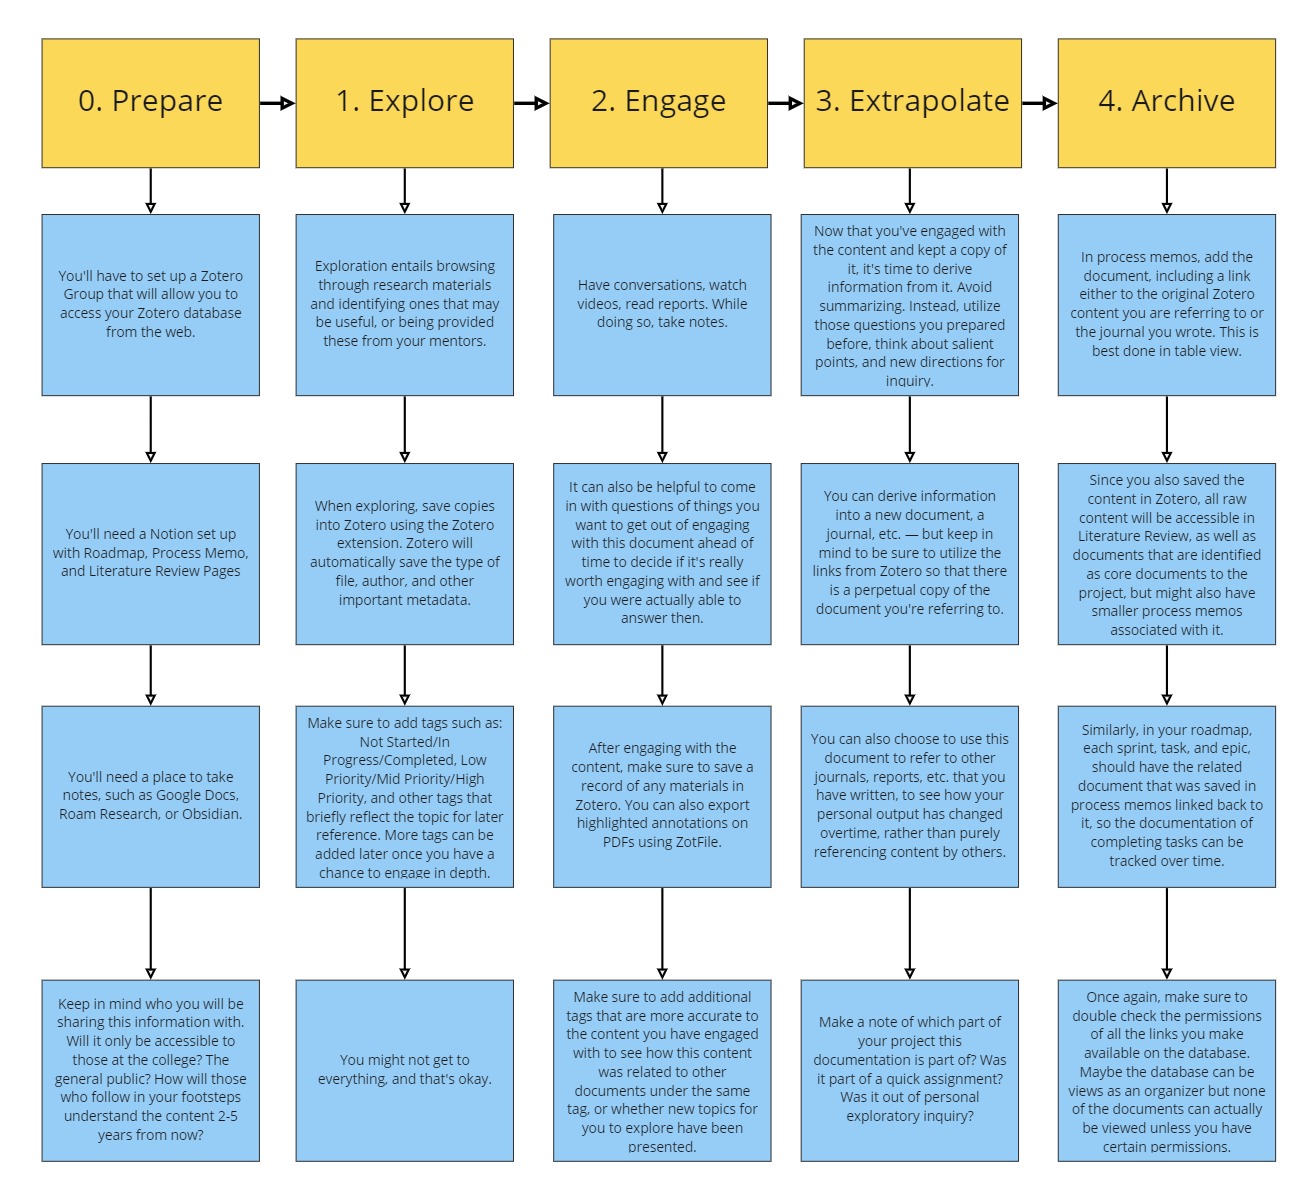 0. Prepare
1. Explore
2. Engage
3. Extrapolate
4. Archive
You'll have to set up a Zotero
Group that will allow you to
access your Zotero database
from the web.
Exploration entails browsing
through research materials
and identifying ones that may
be useful, or being provided
these from your mentors.
Have conversations, watch
videos, read reports. While
doing so, take notes.
Now that you've engaged with
the content and kept a copy of
it, it's time to derive
information from it. Avoid
summarizing. Instead, utilize
those questions you prepared
before, think about salient
points, and new directions for
inquiry.
In process memos, add the
document, including a link
either to the original Zotero
content you are referring to or
the journal you wrote. This is
best done in table view.
You'll need a Notion set up
with Roadmap, Process Memo,
and Literature Review Pages
When exploring, save copies
into Zotero using the Zotero
extension. Zotero will
automatically save the type of
file, author, and other
important metadata.
It can also be helpful to come
in with questions of things you
want to get out of engaging
with this document ahead of
time to decide if it's really
worth engaging with and see if
you were actually able to
answer then.
You can derive information
into a new document, a
journal, etc. — but keep in
mind to be sure to utilize the
links from Zotero so that there
is a perpetual copy of the
document you're referring to.
Since you also saved the
content in Zotero, all raw
content will be accessible in
Literature Review, as well as
documents that are identified
as core documents to the
project, but might also have
smaller process memos
associated with it.
You'll need a place to take
notes, such as Google Docs,
Roam Research, or Obsidian.
Make sure to add tags such as:
Not Started/In
Progress/Completed, Low
Priority/Mid Priority/High
Priority, and other tags that
briefly reflect the topic for later
reference. More tags can be
added later once you have a
chance to engage in depth.
After engaging with the
content, make sure to save a
record of any materials in
Zotero. You can also export
highlighted annotations on
PDFs using ZotFile.
You can also choose to use this
document to refer to other
journals, reports, etc. that you
have written, to see how your
personal output has changed
overtime, rather than purely
referencing content by others.
Similarly, in your roadmap,
each sprint, task, and epic,
should have the related
document that was saved in
process memos linked back to
it, so the documentation of
completing tasks can be
tracked over time.
Keep in mind who you will be
sharing this information with.
Will it only be accessible to
those at the college? The
general public? How will those
who follow in your footsteps
understand the content 2-5
years from now?
You might not get to
everything, and that's okay.
Make sure to add additional
tags that are more accurate to
the content you have engaged
with to see how this content
was related to other
documents under the same
tag, or whether new topics for
you to explore have been
presented.
Make a note of which part of
your project this
documentation is part of? Was
it part of a quick assignment?
Was it out of personal
exploratory inquiry?
Once again, make sure to
double check the permissions
of all the links you make
available on the database.
Maybe the database can be
views as an organizer but none
of the documents can actually
be viewed unless you have
certain permissions.